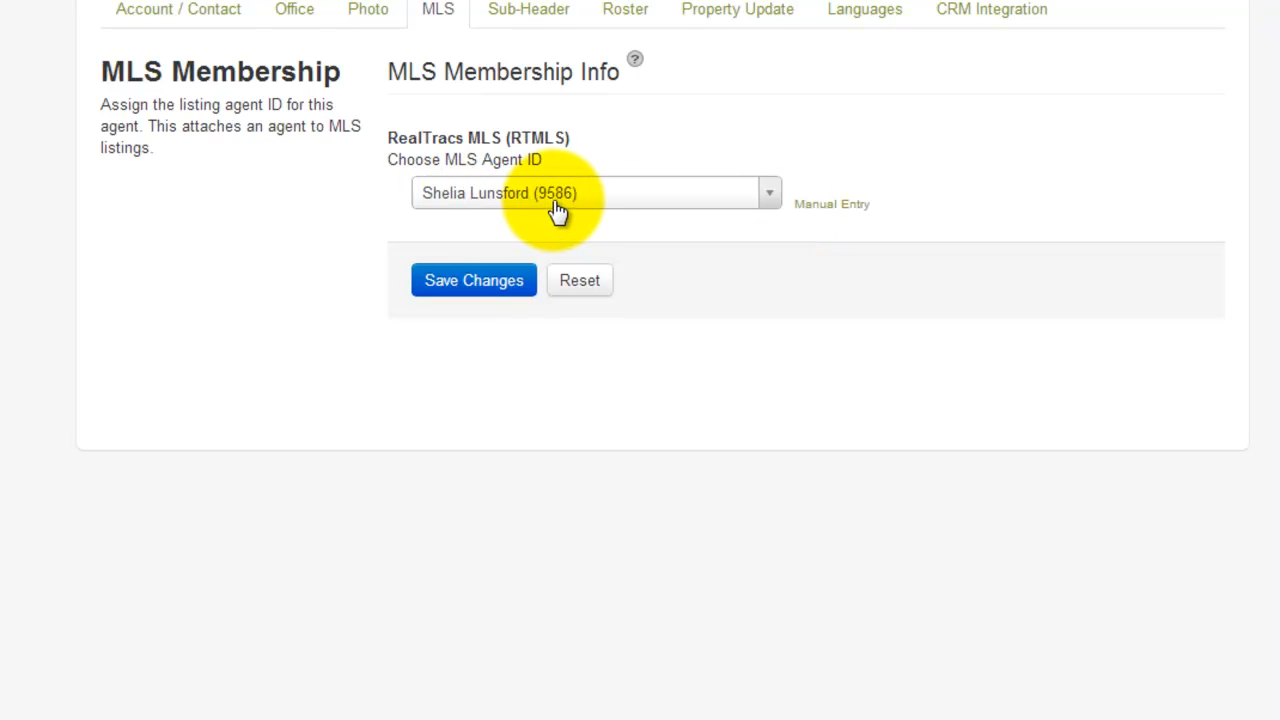 Account / Contact Office Photo MLS Sub-Header Roster Property Update Languages CRM Integration
MLS Membership
Assign the listing agent ID for this
agent. This attaches an agent to MLS
listings.
MLS Membership Info ?
RealTracs MLS (RTMLS)
Choose MLS Agent ID
Shelia Lunsford (9586)
Manual Entry
Save Changes Reset